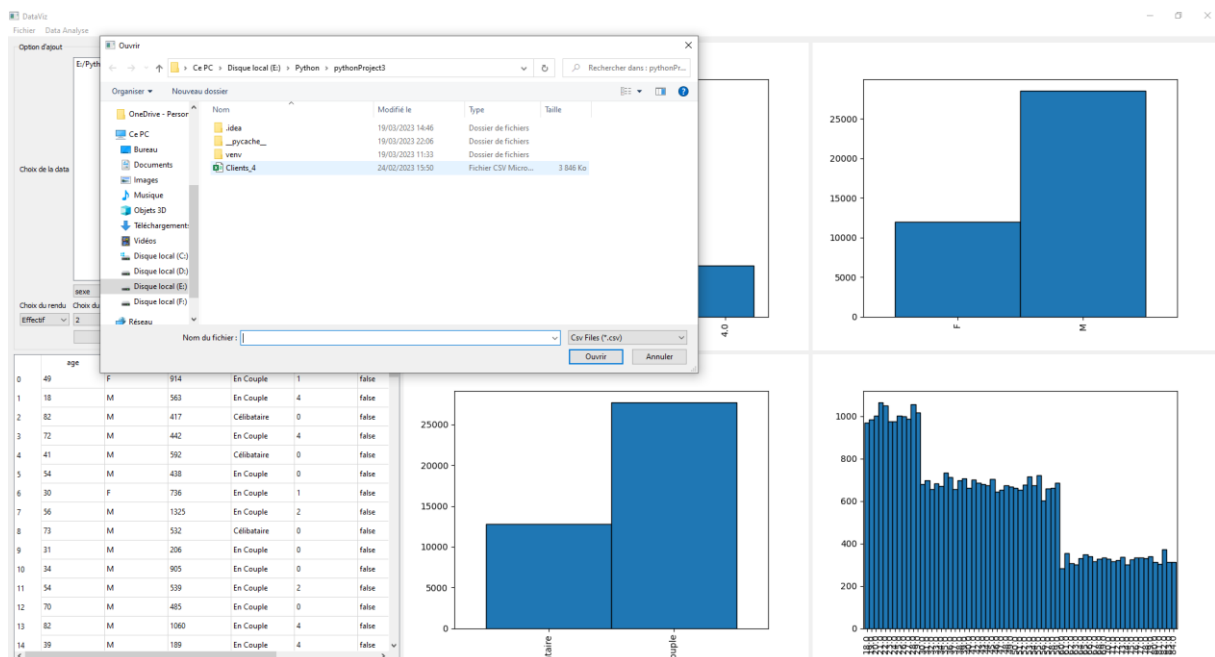 DataViz
Fichier Data Analyse
Option d'ajout
E:/Pyth
Choix de la data
sexe
Choix du rendu Choix du
Effectif 2
Ouvrir
Ce PC > Disque local (E:) > Python > pythonProject3
Rechercher dans : pythonPr...
Organiser Nouveau dossier
OneDrive - Person
Ce PC
Bureau
Documents
Images
Musique
Objets 3D
Téléchargements
Vidéos
Disque local (C:)
Disque local (D:)
Disque local (E:)
Disque local (F:)
Réseau
Nom Modifié le Type Taille
.idea 19/03/2023 14:46 Dossier de fichiers
__pycache__ 19/03/2023 22:06 Dossier de fichiers
venv 19/03/2023 11:33 Dossier de fichiers
Clients_4 24/02/2023 15:50 Fichier CSV Micro... 3 846 Ko
Nom du fichier : Csv Files (*.csv)
Ouvrir Annuler
4.0
25000
20000
15000
10000
5000
0
F M
age
0 49 F 914 En Couple 1 false
1 18 M 563 En Couple 4 false
2 82 M 417 Célibataire 0 false
3 72 M 442 En Couple 4 false
4 41 M 592 Célibataire 0 false
5 54 M 438 En Couple 0 false
6 30 F 736 En Couple 1 false
7 56 M 1325 En Couple 2 false
8 73 M 532 Célibataire 0 false
9 31 M 206 En Couple 0 false
10 34 M 905 En Couple 0 false
11 54 M 539 En Couple 2 false
12 70 M 485 En Couple 0 false
13 82 M 1060 En Couple 4 false
14 39 M 189 En Couple 4 false
25000
20000
15000
10000
5000
0
taire ouple
1000
800
600
400
200
0